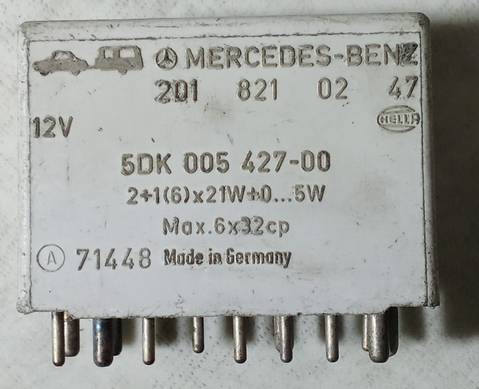 MERCEDES-BENZ
201 821 02 47
12V HELLA
5DK 005 427-00
2+1(6)x21W+0...5W
Max.6x32cp
A 71448 Made in Germany